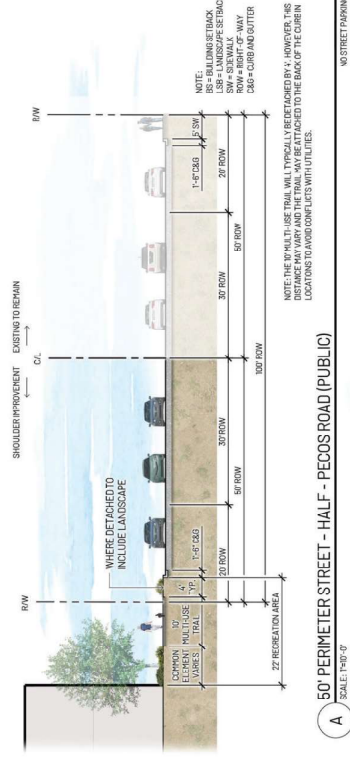 SHOULDER IMPROVEMENT
EXISTING TO REMAIN
R/W
C/L
R/W
WHERE DETACHED TO
INCLUDE LANDSCAPE
COMMON
ELEMENT
VARIES
10'
MULTI-USE
TRAIL
4'
YP.
1'-6" C&G
20' ROW
30' ROW
30' ROW
1'-6" C&G
5' SW
20' ROW
50' ROW
50' ROW
22' RECREATION AREA
100' ROW
NOTE:
BS = BUILDING SETBACK
LSB = LANDSCAPE SETBAC
SW = SIDEWALK
ROW = RIGHT-OF-WAY
C&G = CURB AND GUTTER
NOTE: THE 10' MULTI-USE TRAIL WILL TYPICALLY BE DETACHED BY 4'. HOWEVER, THIS
DISTANCE MAY VARY AND THE TRAIL MAY BE ATTACHED TO THE BACK OF THE CURB IN
LOCATIONS TO AVOID CONFLICTS WITH UTILITIES.
A
50' PERIMETER STREET - HALF - PECOS ROAD (PUBLIC)
SCALE: 1"=10'-0"
NO STREET PARKING